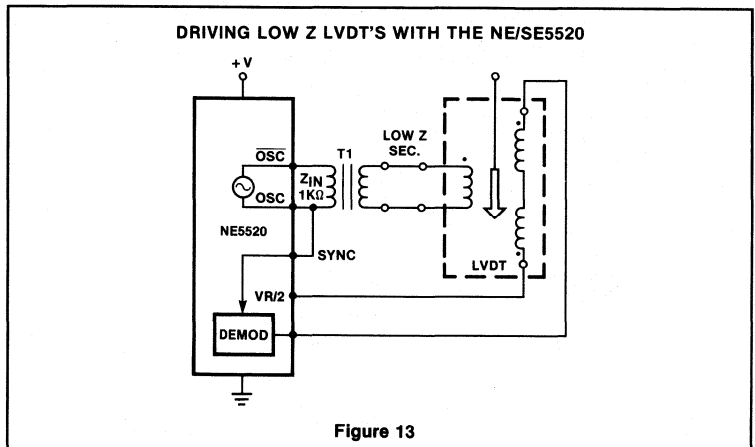 DRIVING LOW Z LVDT'S WITH THE NE/SE5520
+V
OSC
OSC
NE5520
ZIN
1KΩ
T1
LOW Z
SEC.
SYNC
VR/2
DEMOD
LVDT
Figure 13